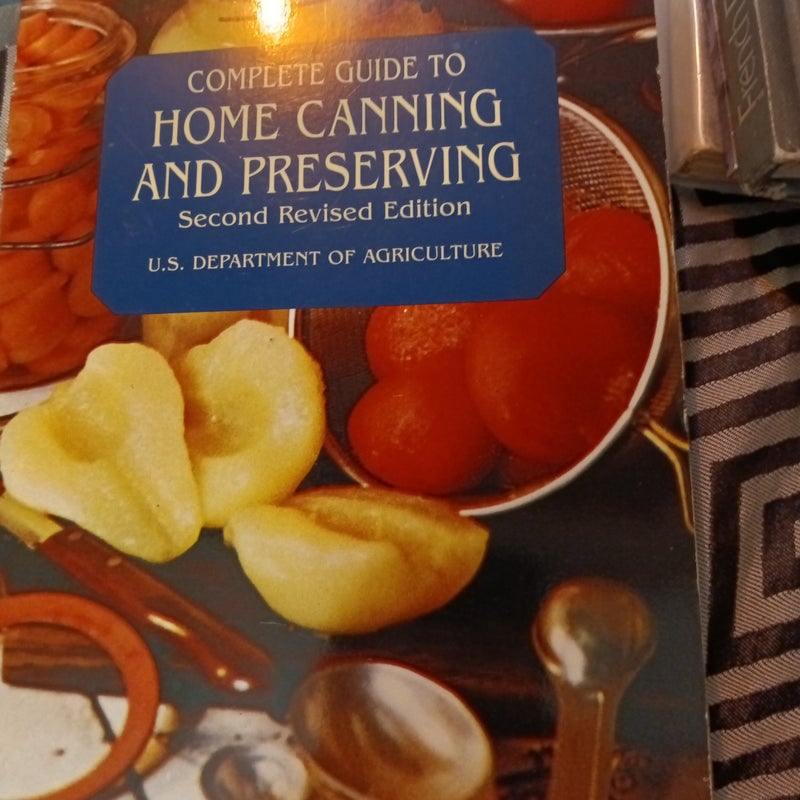 COMPLETE GUIDE TO
HOME CANNING
AND PRESERVING
Second Revised Edition
U.S. DEPARTMENT OF AGRICULTURE